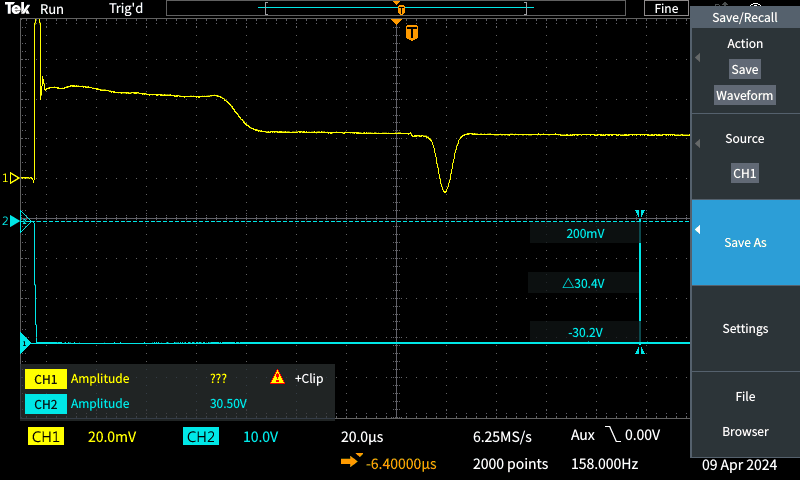 Tek Run Trig'd Fine
Save/Recall
T
T
Action
Save
Waveform
Source
CH1
1
2
200mV
△30.4V
-30.2V
1
Save As
Settings
File
Browser
CH1 Amplitude ??? +Clip
CH2 Amplitude 30.50V
CH1 20.0mV CH2 10.0V 20.0µs 6.25MS/s Aux 0.00V
-6.40000µs 2000 points 158.000Hz 09 Apr 2024